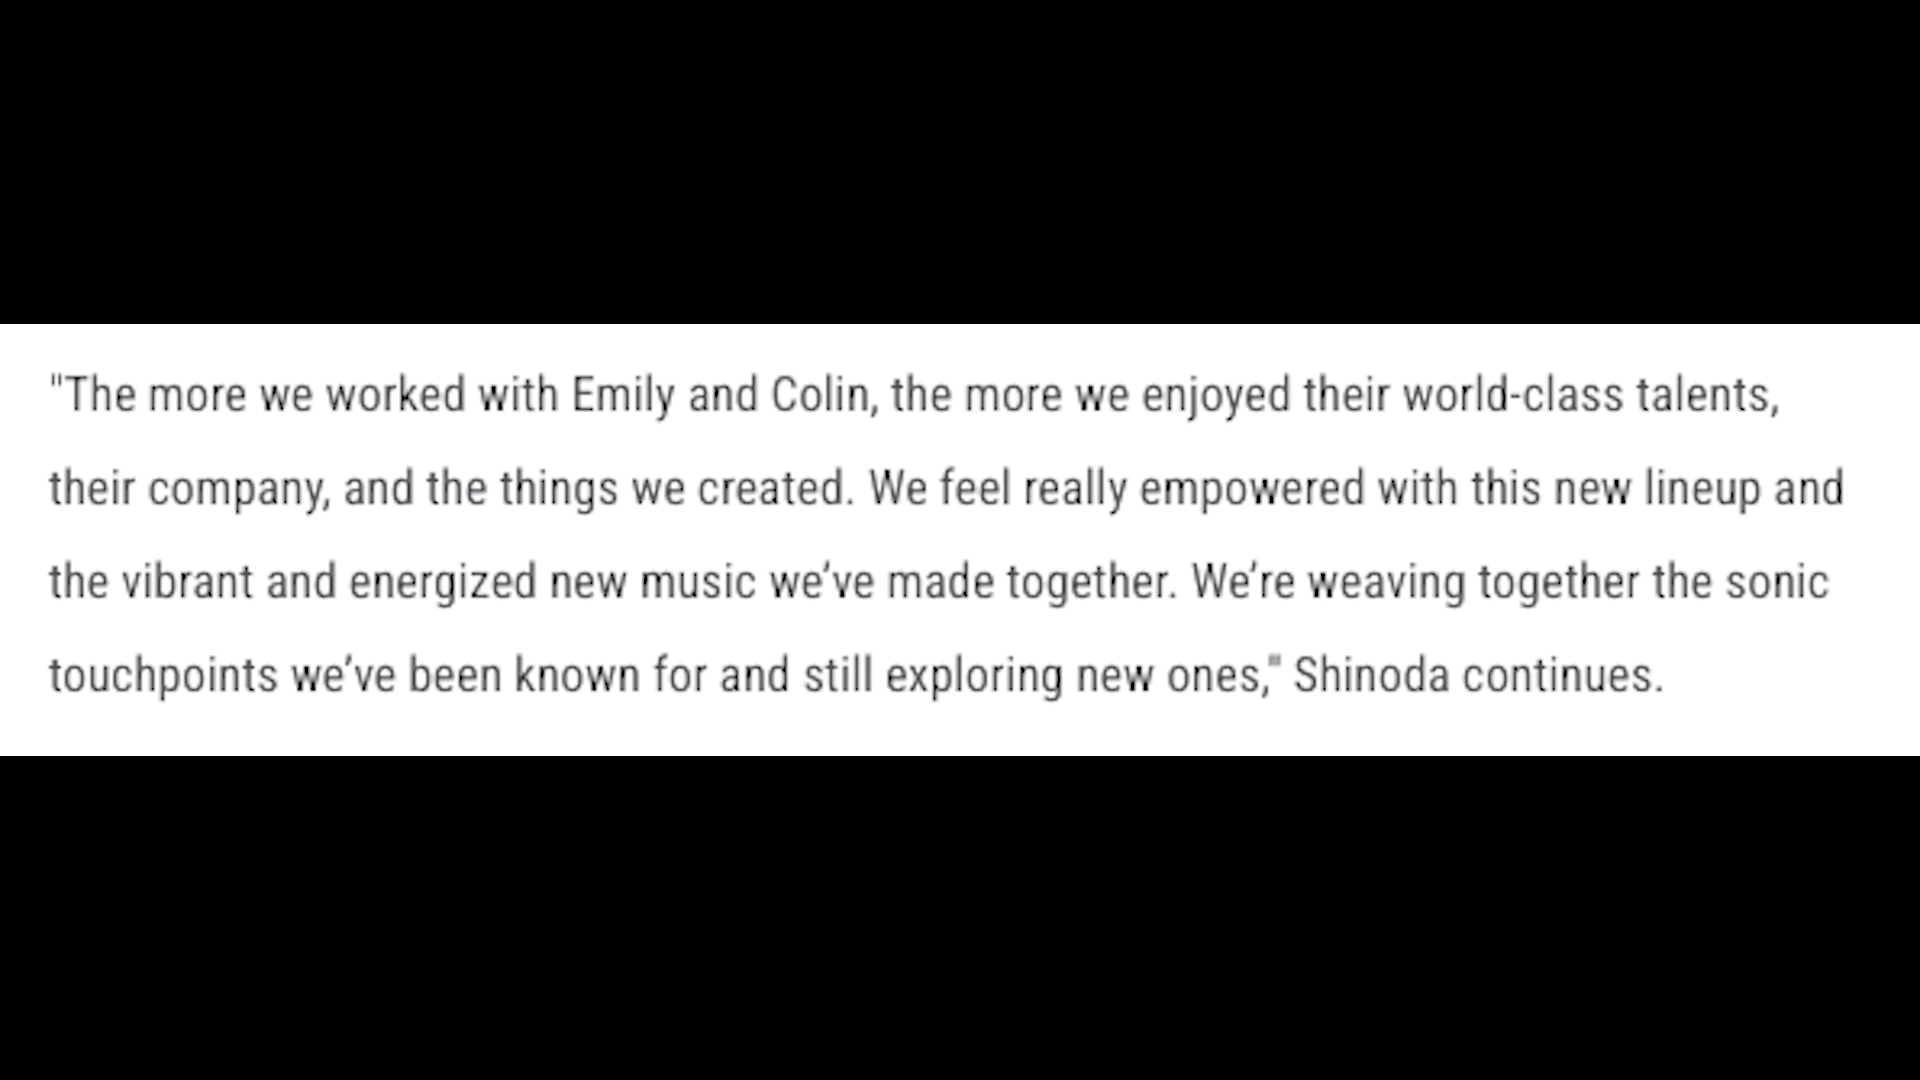 "The more we worked with Emily and Colin, the more we enjoyed their world-class talents,
their company, and the things we created. We feel really empowered with this new lineup and
the vibrant and energized new music we’ve made together. We’re weaving together the sonic
touchpoints we’ve been known for and still exploring new ones,” Shinoda continues.